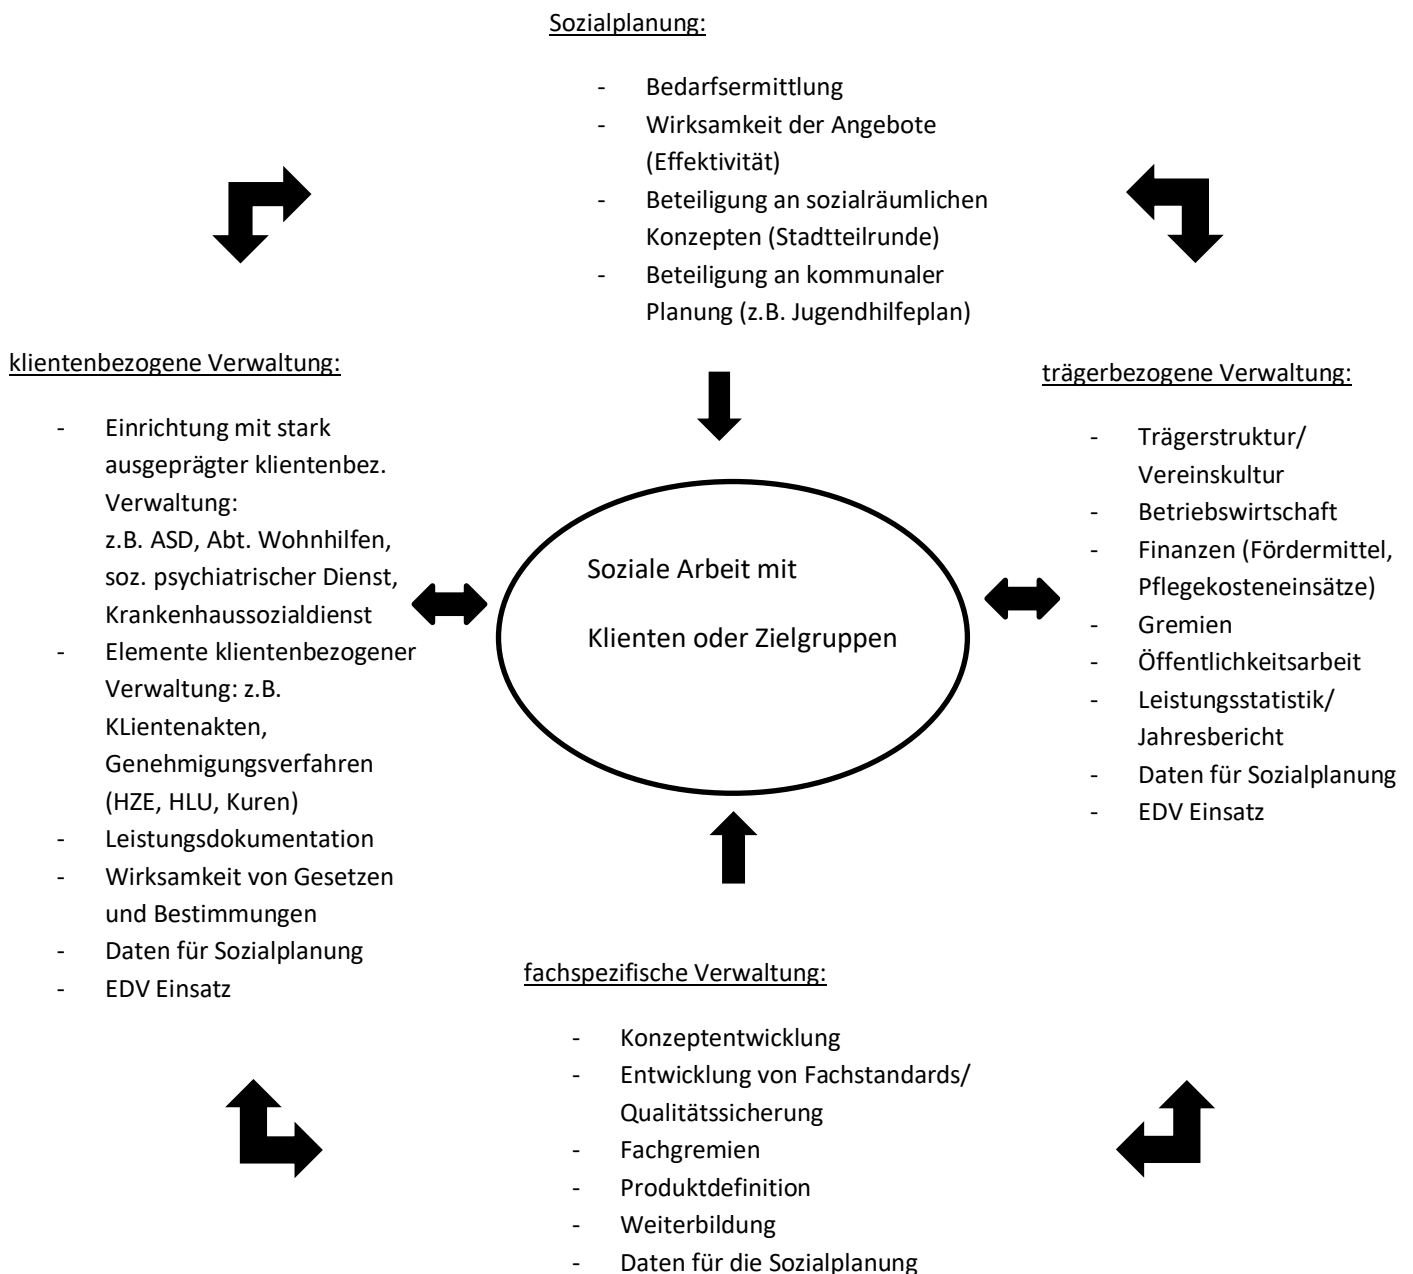 Sozialplanung:
- Bedarfsermittlung
- Wirksamkeit der Angebote
(Effektivität)
- Beteiligung an sozialräumlichen
Konzepten (Stadtteilrunde)
- Beteiligung an kommunaler
Planung (z.B. Jugendhilfeplan)
klientenbezogene Verwaltung:
- Einrichtung mit stark
ausgeprägter klientenbez.
Verwaltung:
z.B. ASD, Abt. Wohnhilfen,
soz. psychiatrischer Dienst,
Krankenhaussozialdienst
- Elemente klientenbezogener
Verwaltung: z.B.
KLientenakten,
Genehmigungsverfahren
(HZE, HLU, Kuren)
- Leistungsdokumentation
- Wirksamkeit von Gesetzen
und Bestimmungen
- Daten für Sozialplanung
- EDV Einsatz
Soziale Arbeit mit
Klienten oder Zielgruppen
trägerbezogene Verwaltung:
- Trägerstruktur/
Vereinskultur
- Betriebswirtschaft
- Finanzen (Fördermittel,
Pflegekosteneinsätze)
- Gremien
- Öffentlichkeitsarbeit
- Leistungsstatistik/
Jahresbericht
- Daten für Sozialplanung
- EDV Einsatz
fachspezifische Verwaltung:
- Konzeptentwicklung
- Entwicklung von Fachstandards/
Qualitätssicherung
- Fachgremien
- Produktdefinition
- Weiterbildung
- Daten für die Sozialplanung